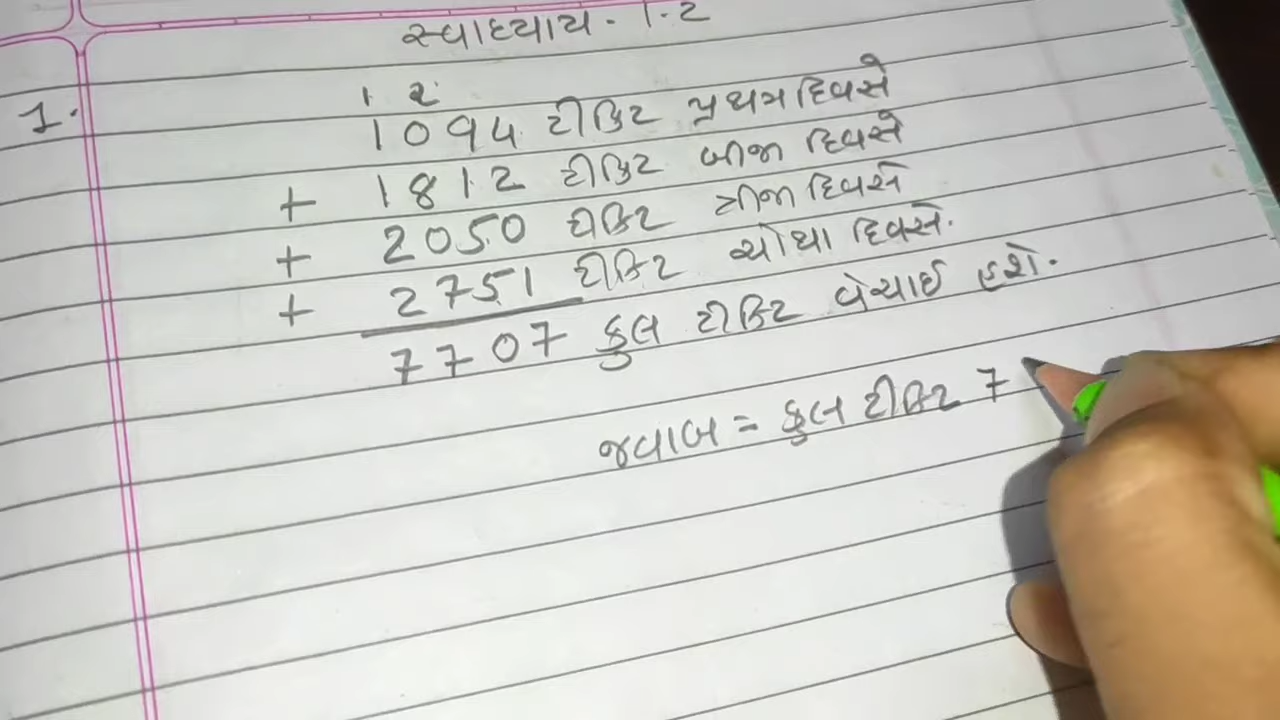 સ્વાધ્યાય. 1.2
1. 1 2
1094 ટીકિટ પ્રથમ દિવસે
+ 1812 ટીકિટ બીજા દિવસે
+ 2050 ટીકિટ ત્રીજા દિવસે
+ 2751 ટીકિટ ચોથા દિવસે.
7707 કુલ ટીકિટ વેચાઈ હશે.
જવાબ = કુલ ટીકિટ 7